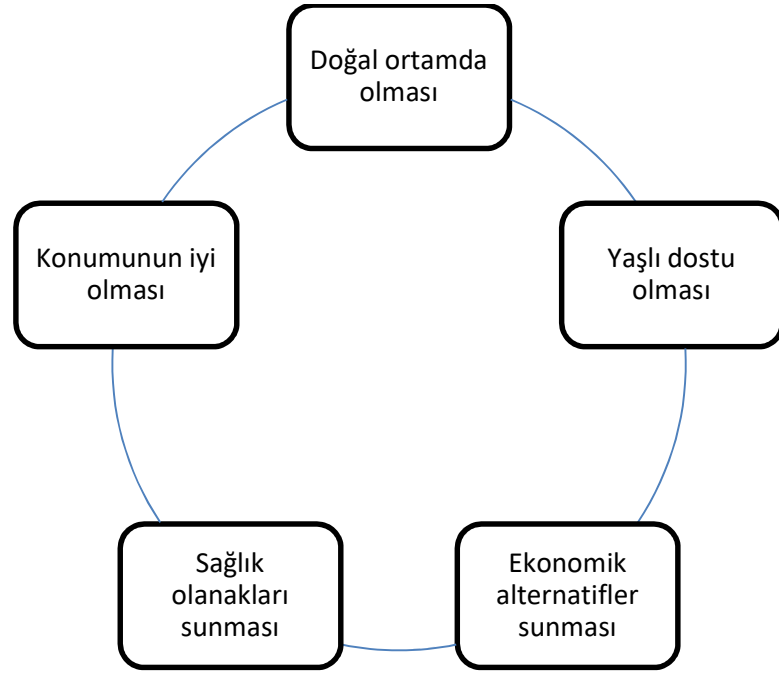 Doğal ortamda
olması
Yaşlı dostu
olması
Ekonomik
alternatifler
sunması
Sağlık
olanakları
sunması
Konumunun iyi
olması